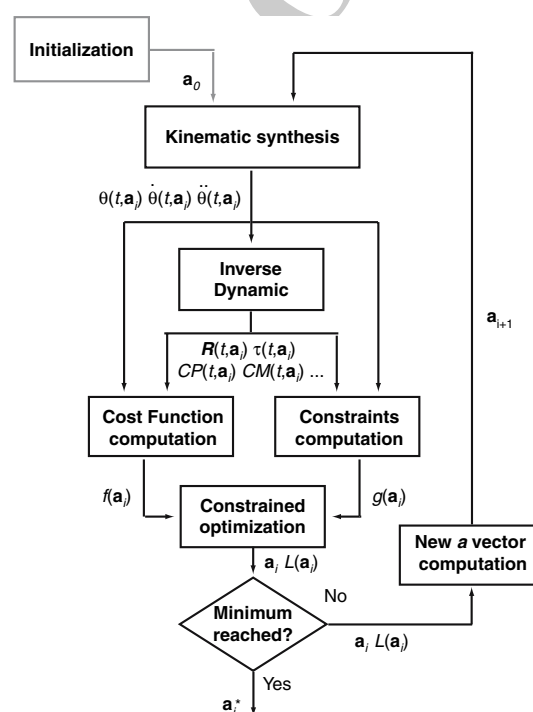 Initialization
a0
Kinematic synthesis
θ(t,ai) θ̇(t,ai) θ̈(t,ai)
Inverse
Dynamic
R(t,ai) τ(t,ai)
CP(t,ai) CM(t,ai) ...
ai+1
Cost Function
computation
Constraints
computation
f(ai)
g(ai)
Constrained
optimization
New a vector
computation
ai L(ai)
Minimum
reached?
No
ai L(ai)
Yes
ai*